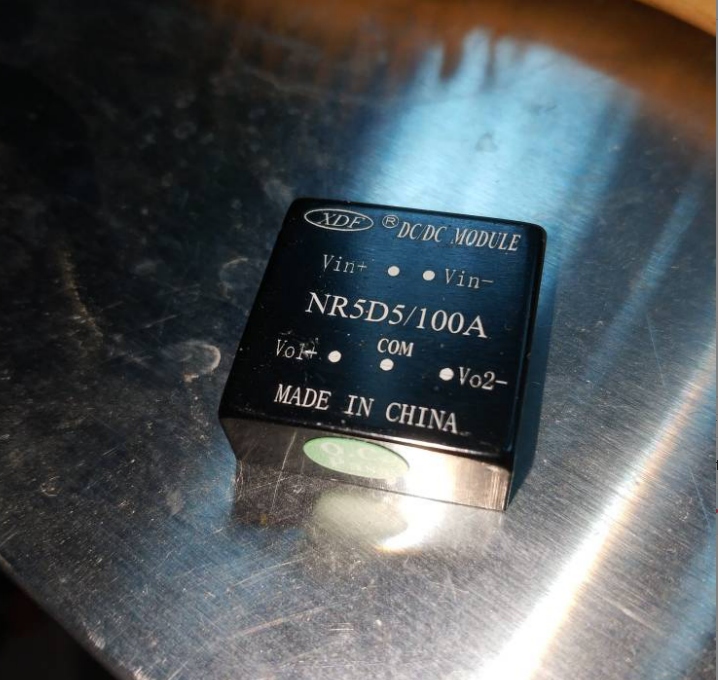 XDF ® DC/DC MODULE
Vin+ Vin-
NR5D5/100A
Vo1+ COM Vo2-
MADE IN CHINA
Q.C